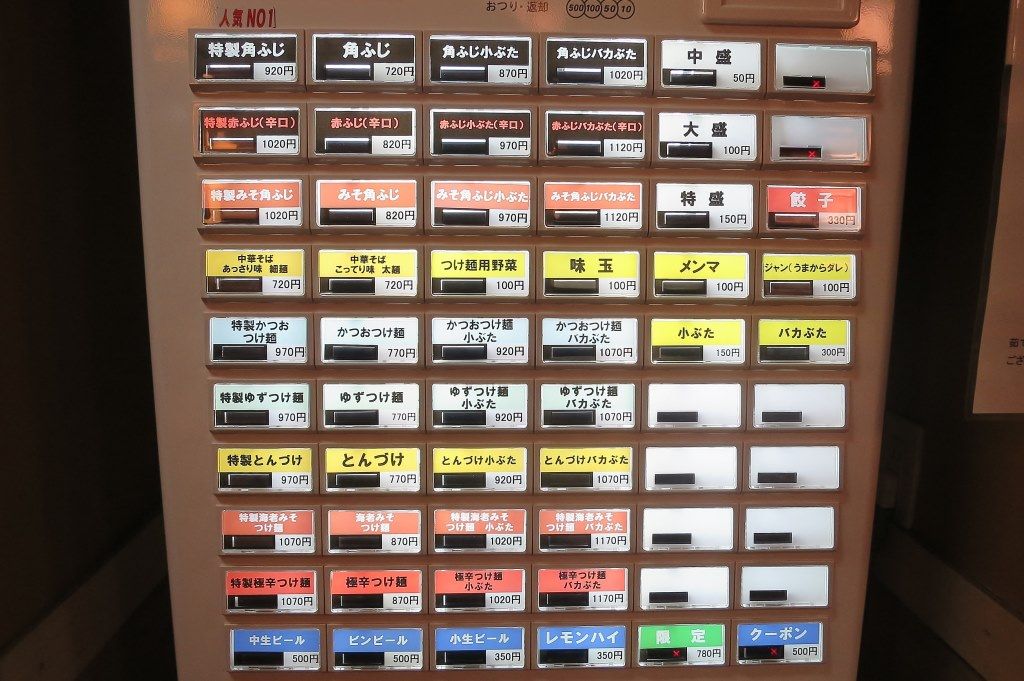 人気NO1
おつり・返却
500 100 50 10
特製角ふじ 920円
角ふじ 720円
角ふじ小ぶた 870円
角ふじバカぶた 1020円
中盛 50円
特製赤ふじ(辛口) 1020円
赤ふじ(辛口) 820円
赤ふじ小ぶた(辛口) 970円
赤ふじバカぶた(辛口) 1120円
大盛 100円
特製みそ角ふじ 1020円
みそ角ふじ 820円
みそ角ふじ小ぶた 970円
みそ角ふじバカぶた 1120円
特盛 150円
餃子 330円
中華そば
あっさり味 細麺
720円
中華そば
こってり味 太麺
720円
つけ麺用野菜 100円
味玉 100円
メンマ 100円
ジャン(うまからダレ) 100円
特製かつお
つけ麺
970円
かつおつけ麺 770円
かつおつけ麺
小ぶた
920円
かつおつけ麺
バカぶた
1070円
小ぶた 150円
バカぶた 300円
特製ゆずつけ麺 970円
ゆずつけ麺 770円
ゆずつけ麺
小ぶた
920円
ゆずつけ麺
バカぶた
1070円
特製とんづけ 970円
とんづけ 770円
とんづけ小ぶた 920円
とんづけバカぶた 1070円
特製海老みそ
つけ麺
1070円
海老みそ
つけ麺
870円
特製海老みそ
つけ麺 小ぶた
1020円
特製海老みそ
つけ麺 バカぶた
1170円
特製極辛つけ麺 1070円
極辛つけ麺 870円
極辛つけ麺
小ぶた
1020円
極辛つけ麺
バカぶた
1170円
中生ビール 500円
ビンビール 500円
小生ビール 350円
レモンハイ 350円
限定 780円
クーポン 500円